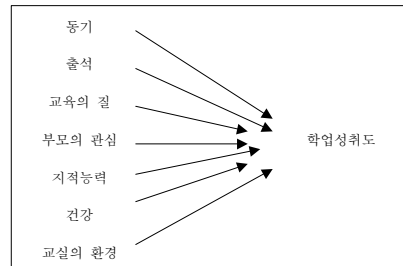 동기
출석
교육의 질
부모의 관심
학업성취도
지적능력
건강
교실의 환경